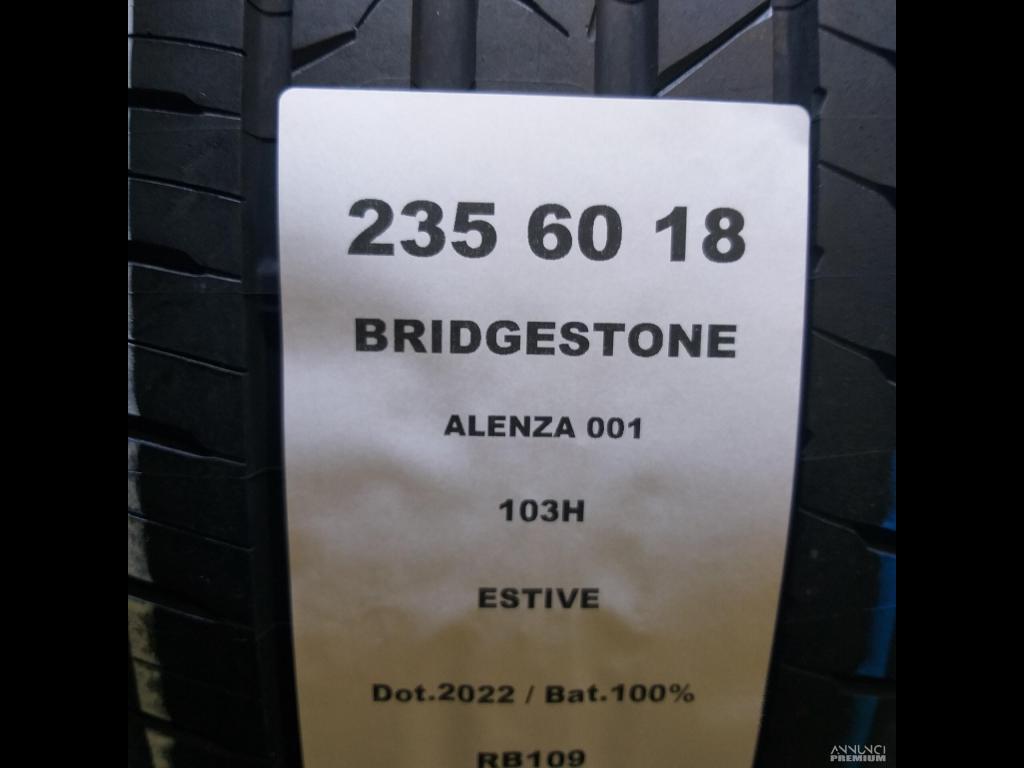 235 60 18
BRIDGESTONE
ALENZA 001
103H
ESTIVE
Dot.2022 / Bat.100%
RB109
ANNUNCI
PREMIUM